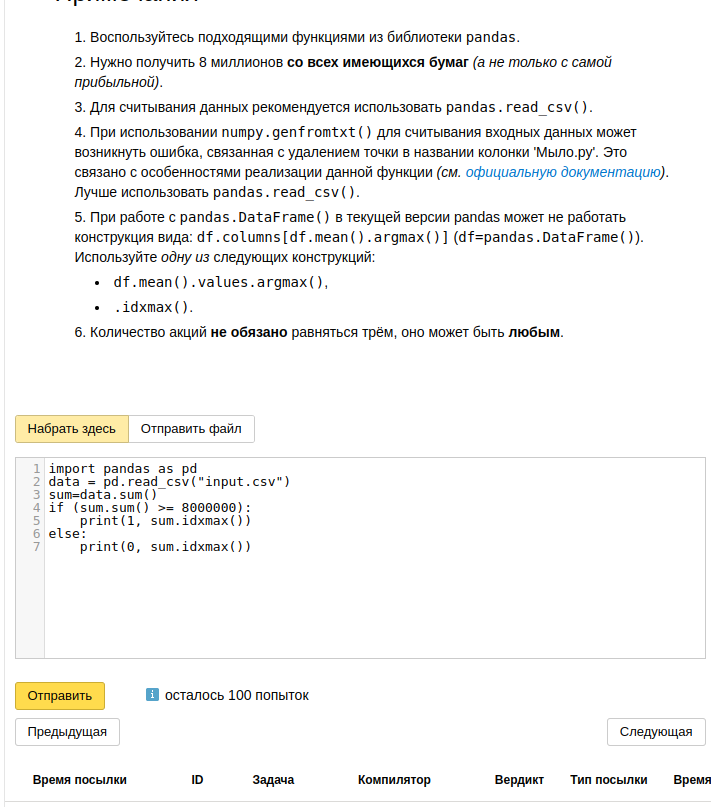 1. Воспользуйтесь подходящими функциями из библиотеки pandas.
2. Нужно получить 8 миллионов со всех имеющихся бумаг (а не только с самой
прибыльной).
3. Для считывания данных рекомендуется использовать pandas.read_csv().
4. При использовании numpy.genfromtxt() для считывания входных данных может
возникнуть ошибка, связанная с удалением точки в названии колонки 'Мыло.ру'. Это
связано с особенностями реализации данной функции (см. официальную документацию).
Лучше использовать pandas.read_csv().
5. При работе с pandas.DataFrame() в текущей версии pandas может не работать
конструкция вида: df.columns[df.mean().argmax()] (df=pandas.DataFrame()).
Используйте одну из следующих конструкций:
• df.mean().values.argmax(),
• .idxmax().
6. Количество акций не обязано равняться трём, оно может быть любым.
Набрать здесь Отправить файл
1 import pandas as pd
2 data = pd.read_csv("input.csv")
3 sum=data.sum()
4 if (sum.sum() >= 8000000):
5     print(1, sum.idxmax())
6 else:
7     print(0, sum.idxmax())
Отправить i осталось 100 попыток
Предыдущая Следующая
Время посылки ID Задача Компилятор Вердикт Тип посылки Время